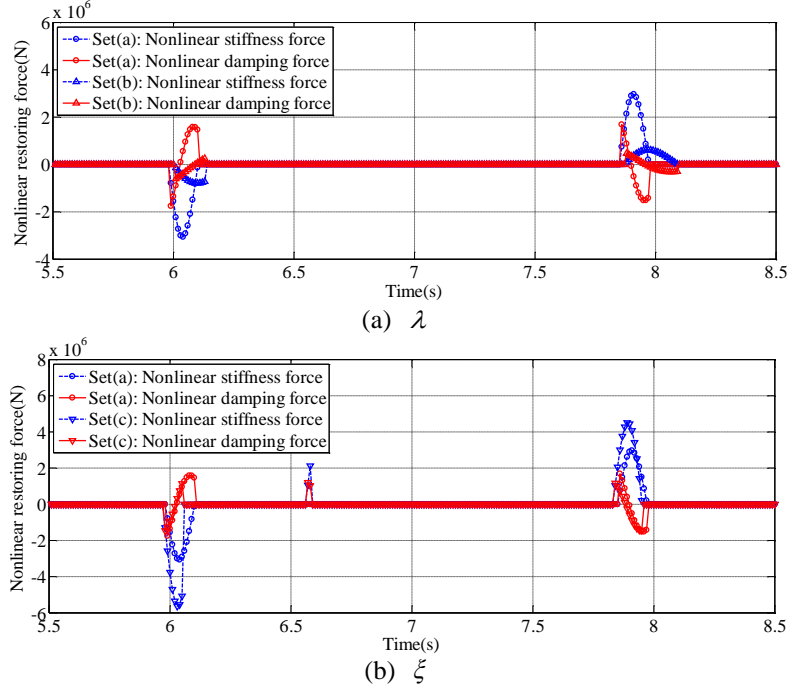 x 10^6
6
4
2
0
-2
-4
Nonlinear restoring force(N)
Set(a): Nonlinear stiffness force
Set(a): Nonlinear damping force
Set(b): Nonlinear stiffness force
Set(b): Nonlinear damping force
5.5 6 6.5 7 7.5 8 8.5
Time(s)
(a) λ
x 10^6
8
6
4
2
0
-2
-4
-6
Nonlinear restoring force(N)
Set(a): Nonlinear stiffness force
Set(a): Nonlinear damping force
Set(c): Nonlinear stiffness force
Set(c): Nonlinear damping force
5.5 6 6.5 7 7.5 8 8.5
Time(s)
(b) ξ